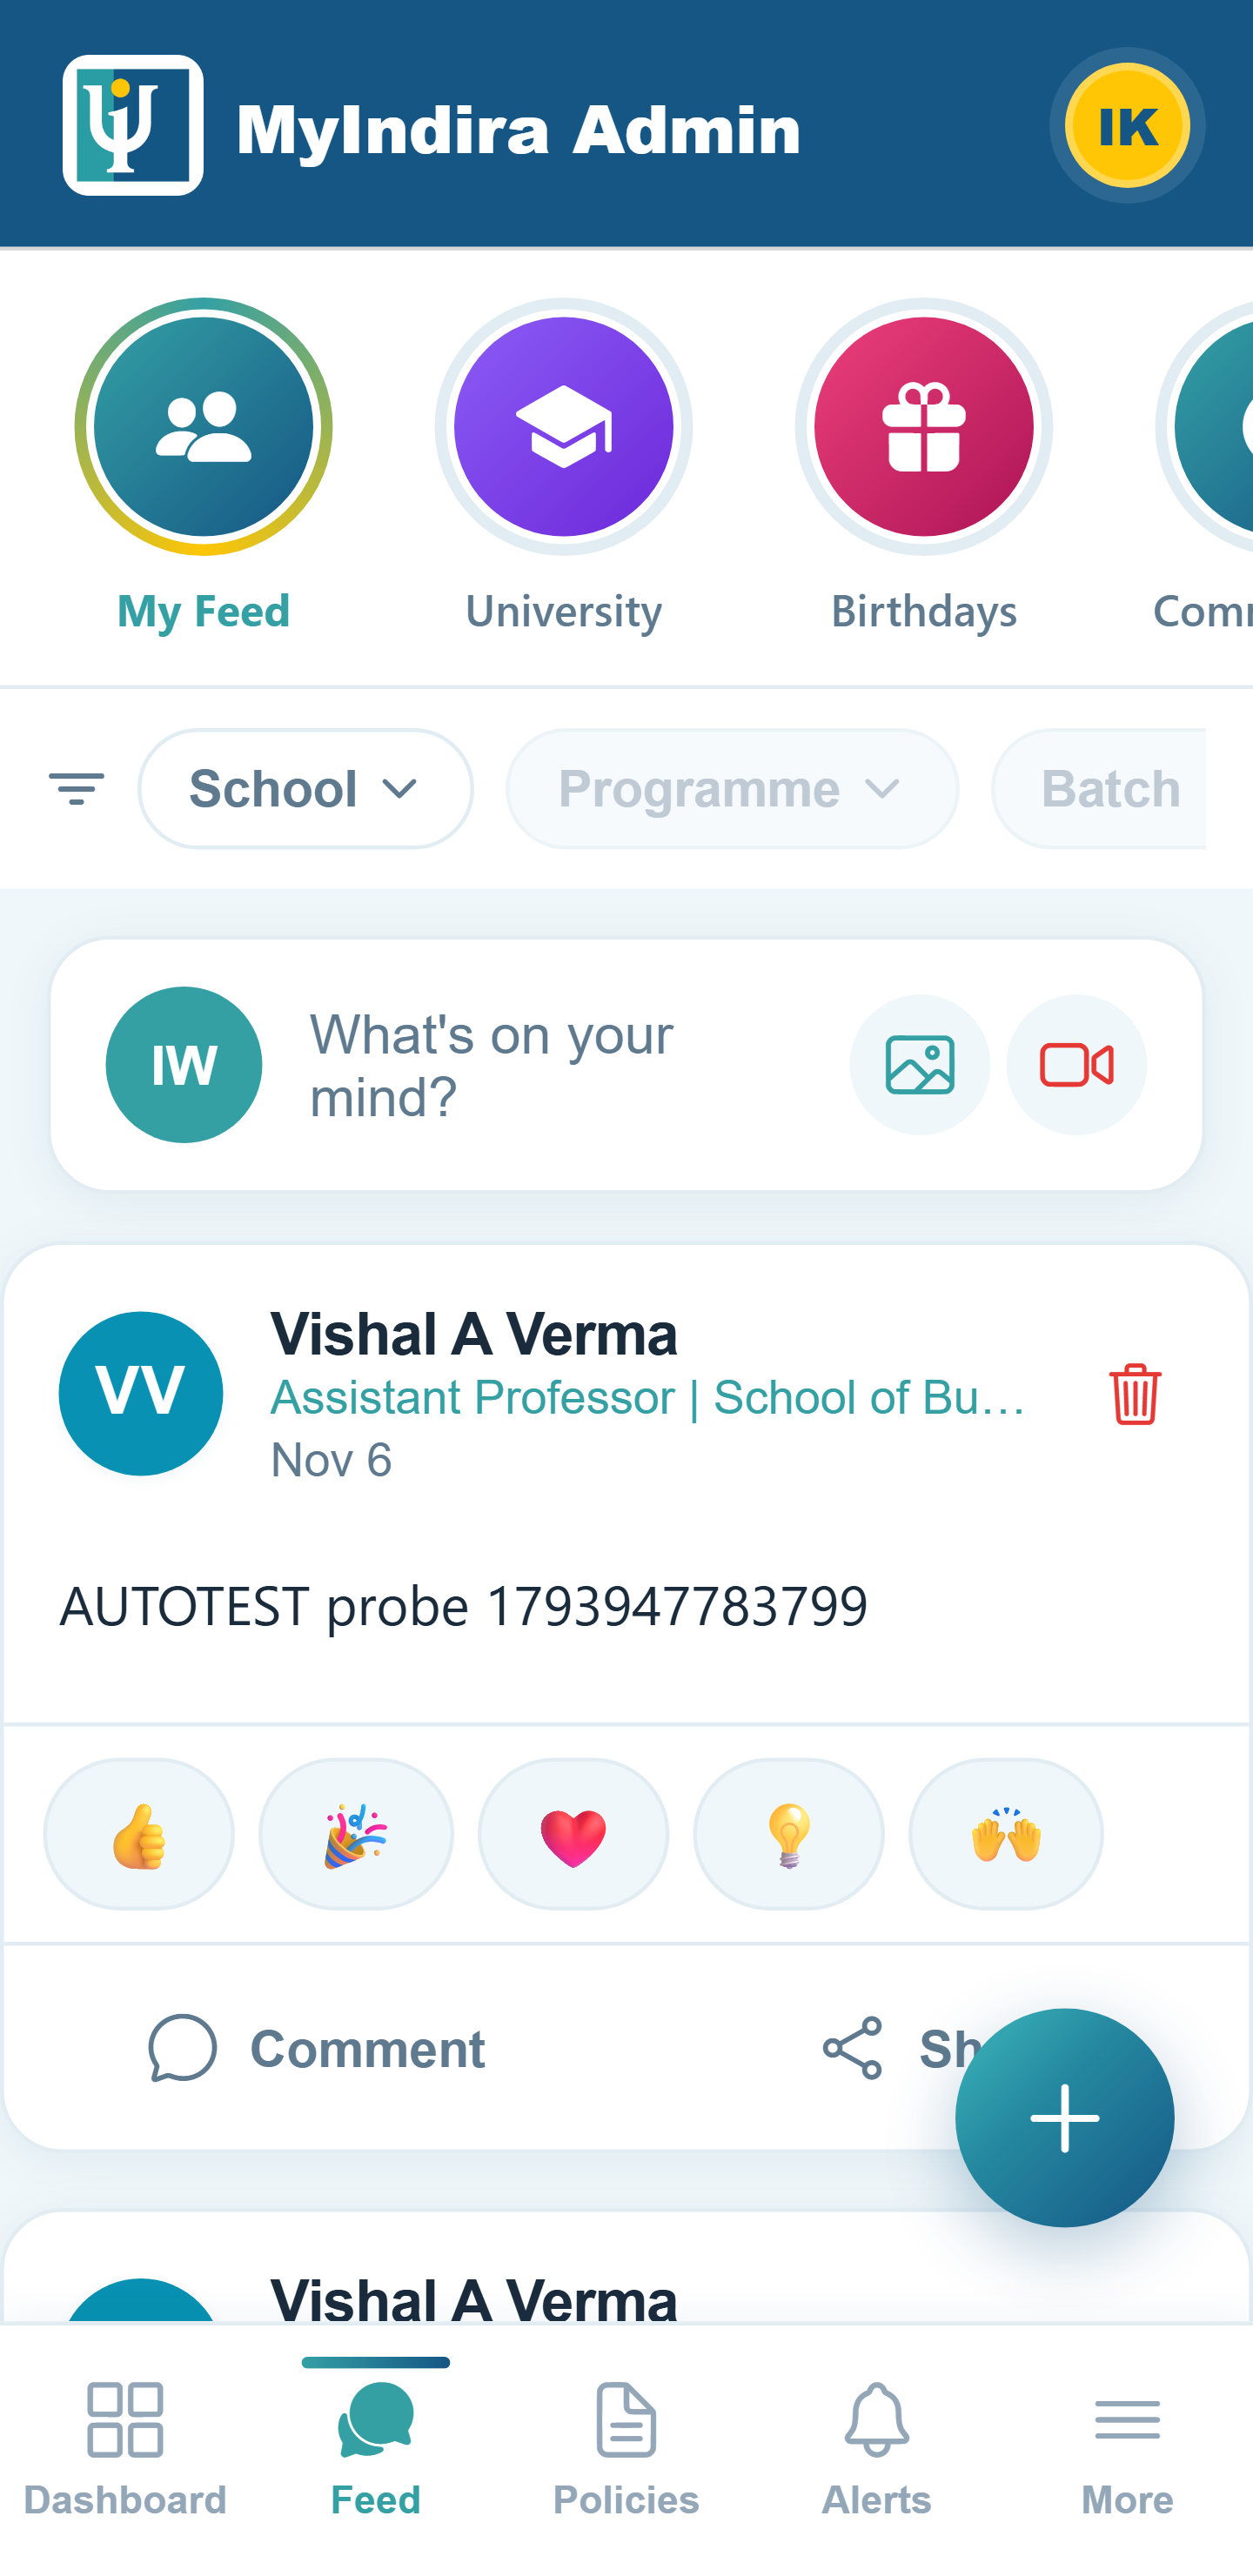 MyIndira Admin
IK
My Feed
University
Birthdays
School
Programme
Batch
IW
What's on your
mind?
VV
Vishal A Verma
Assistant Professor | School of Bu…
Nov 6
AUTOTEST probe 1793947783799
Comment
Vishal A Verma
Dashboard
Feed
Policies
Alerts
More